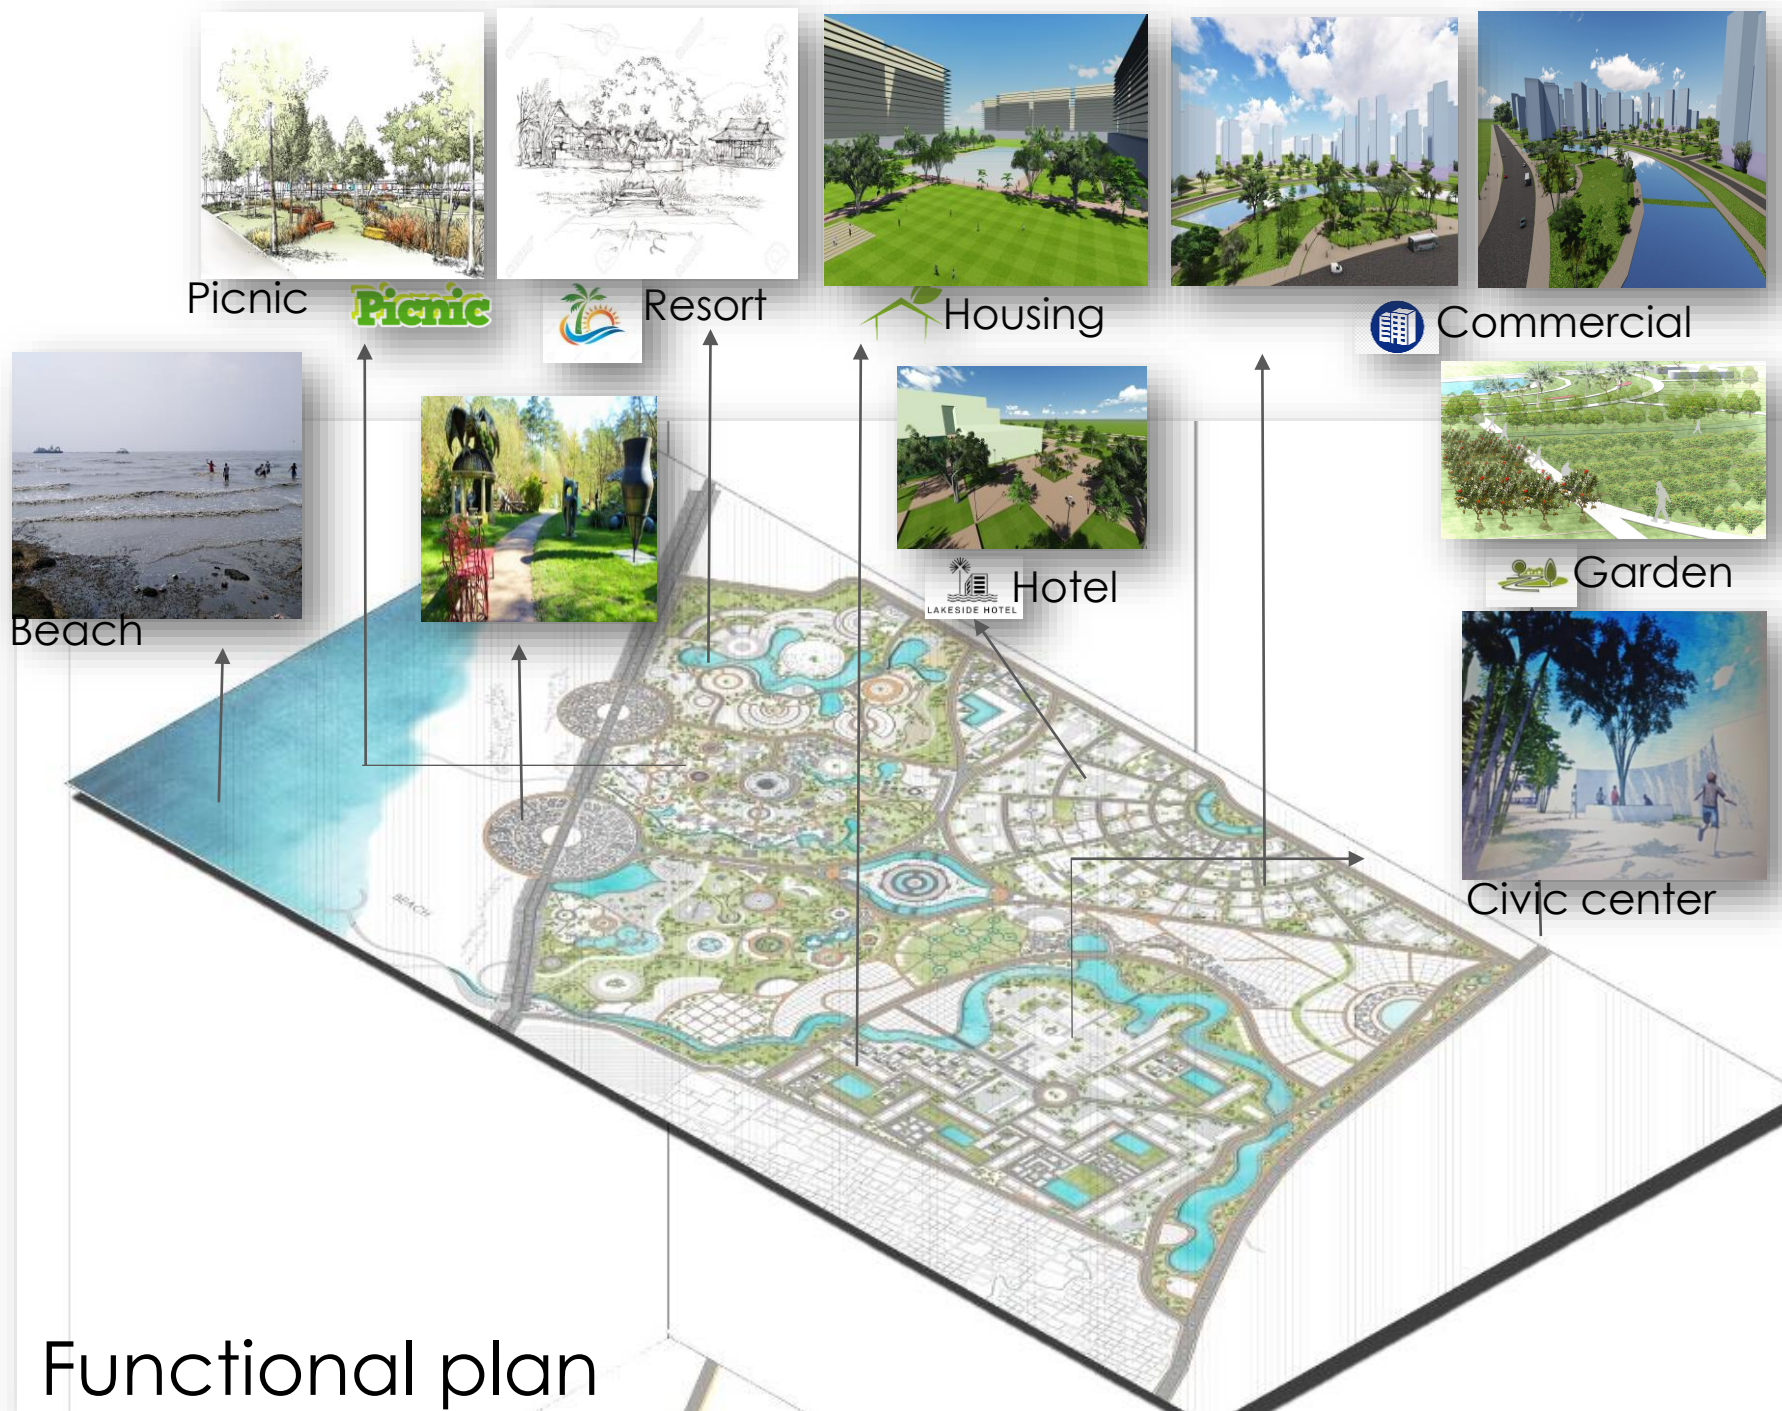 Picnic
Picnic
Resort
Housing
Commercial
Beach
LAKESIDE HOTEL
Hotel
Garden
Civic center
BEACH
Functional plan